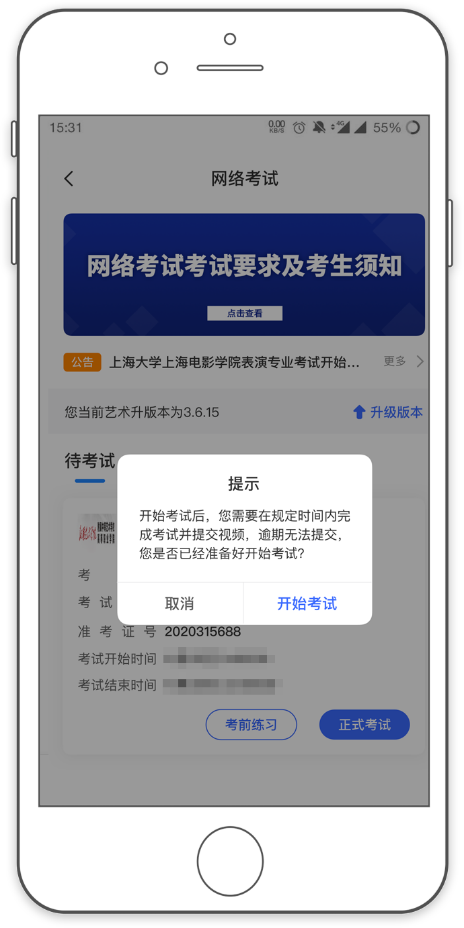 15:31
0.00
KB/S
4G
55%
网络考试
网络考试考试要求及考生须知
点击查看
公告 上海大学上海电影学院表演专业考试开始... 更多
您当前艺术升版本为3.6.15
升级版本
待考试
提示
开始考试后，您需要在规定时间内完
成考试并提交视频，逾期无法提交，
您是否已经准备好开始考试？
取消
开始考试
考
考 试
准 考 证 号 2020315688
考试开始时间
考试结束时间
考前练习
正式考试